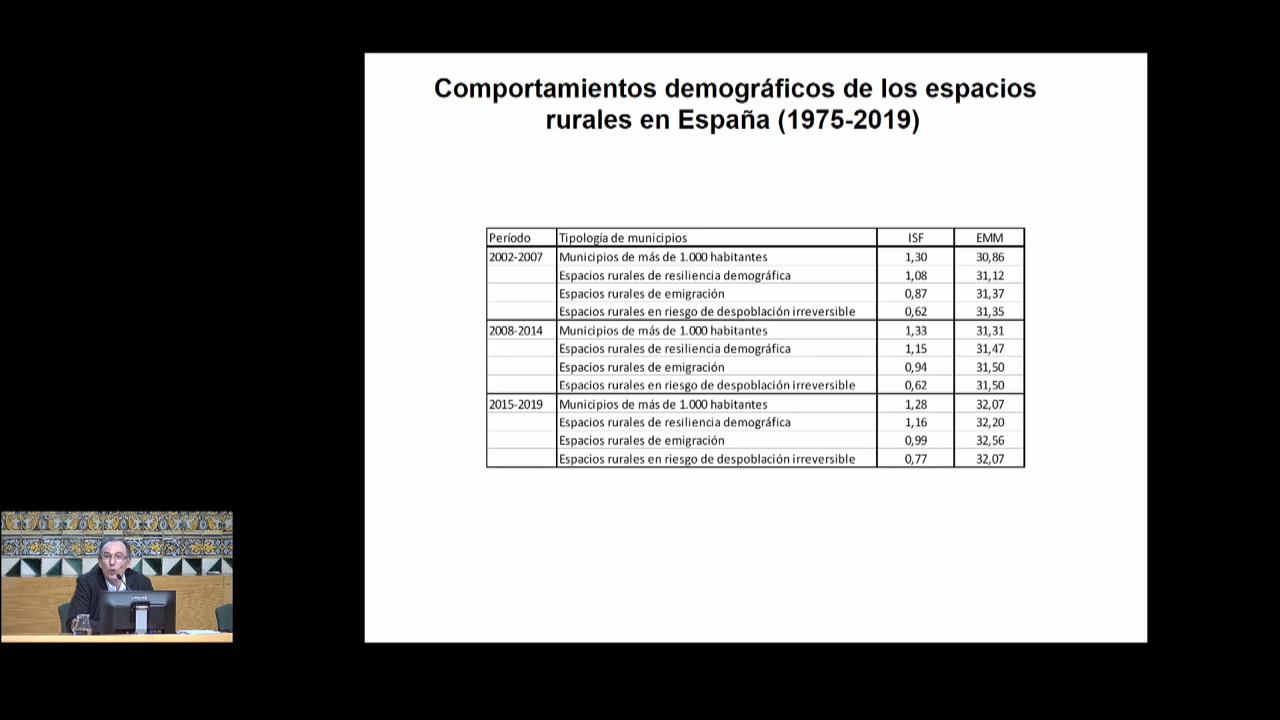 Comportamientos demográficos de los espacios
rurales en España (1975-2019)
Período Tipología de municipios ISF EMM
2002-2007 Municipios de más de 1.000 habitantes 1,30 30,86
Espacios rurales de resiliencia demográfica 1,08 31,12
Espacios rurales de emigración 0,87 31,37
Espacios rurales en riesgo de despoblación irreversible 0,62 31,35
2008-2014 Municipios de más de 1.000 habitantes 1,33 31,31
Espacios rurales de resiliencia demográfica 1,15 31,47
Espacios rurales de emigración 0,94 31,50
Espacios rurales en riesgo de despoblación irreversible 0,62 31,50
2015-2019 Municipios de más de 1.000 habitantes 1,28 32,07
Espacios rurales de resiliencia demográfica 1,16 32,20
Espacios rurales de emigración 0,99 32,56
Espacios rurales en riesgo de despoblación irreversible 0,77 32,07